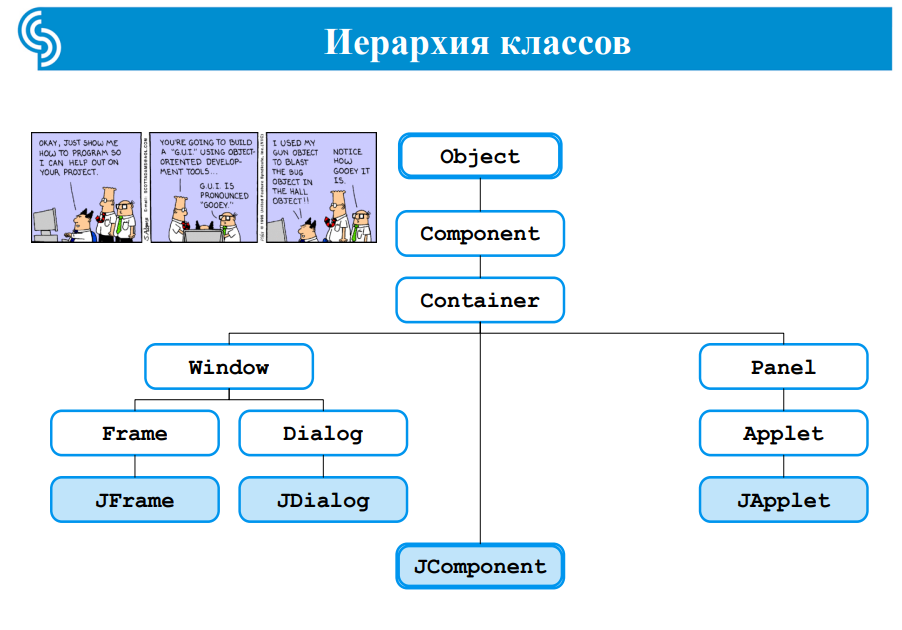 Иерархия классов
OKAY, JUST SHOW ME
HOW TO PROGRAM SO
I CAN HELP OUT ON
YOUR PROJECT.
YOU'RE GOING TO BUILD
A "G.U.I." USING OBJECT-
ORIENTED DEVELOP-
MENT TOOLS...
G.U.I. IS
PRONOUNCED
"GOOEY."
I USED MY
GUN OBJECT
TO BLAST
THE BUG
OBJECT IN
THE HALL
OBJECT!!
NOTICE
HOW
GOOEY IT
IS.
Object
Component
Container
Window
Panel
Frame
Dialog
Applet
JFrame
JDialog
JApplet
JComponent